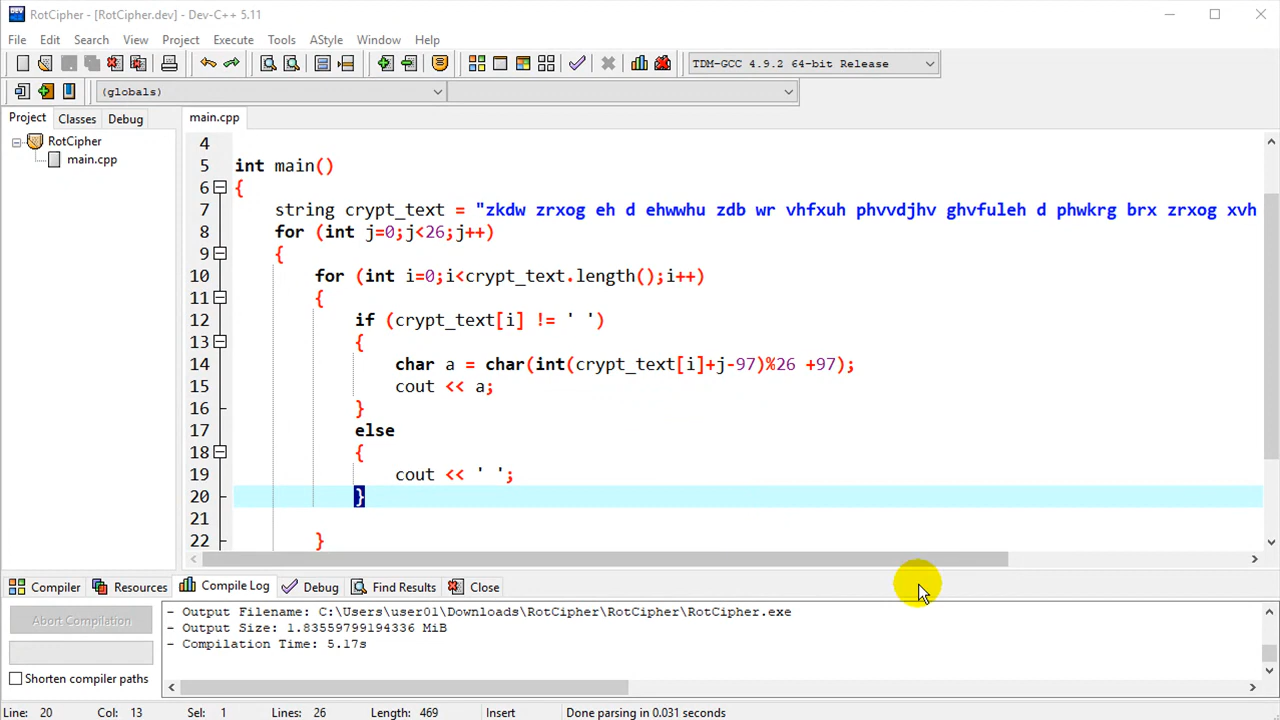 RotCipher - [RotCipher.dev] - Dev-C++ 5.11
File Edit Search View Project Execute Tools AStyle Window Help
TDM-GCC 4.9.2 64-bit Release
(globals)
Project Classes Debug
main.cpp
RotCipher
main.cpp
4
5 int main()
6 {
7 string crypt_text = "zkdw zrxog eh d ehwwhu zdb wr vhfxuh phvvdjhv ghvfuleh d phwkrg brx zrxog xvh
8 for (int j=0;j<26;j++)
9 {
10 for (int i=0;i<crypt_text.length();i++)
11 {
12 if (crypt_text[i] != ' ')
13 {
14 char a = char(int(crypt_text[i]+j-97)%26 +97);
15 cout << a;
16 }
17 else
18 {
19 cout << ' ';
20 }
21
22 }
Compiler Resources Compile Log Debug Find Results Close
Abort Compilation
Shorten compiler paths
- Output Filename: C:\Users\user01\Downloads\RotCipher\RotCipher\RotCipher.exe
- Output Size: 1.83559799194336 MiB
- Compilation Time: 5.17s
Line: 20 Col: 13 Sel: 1 Lines: 26 Length: 469 Insert Done parsing in 0.031 seconds